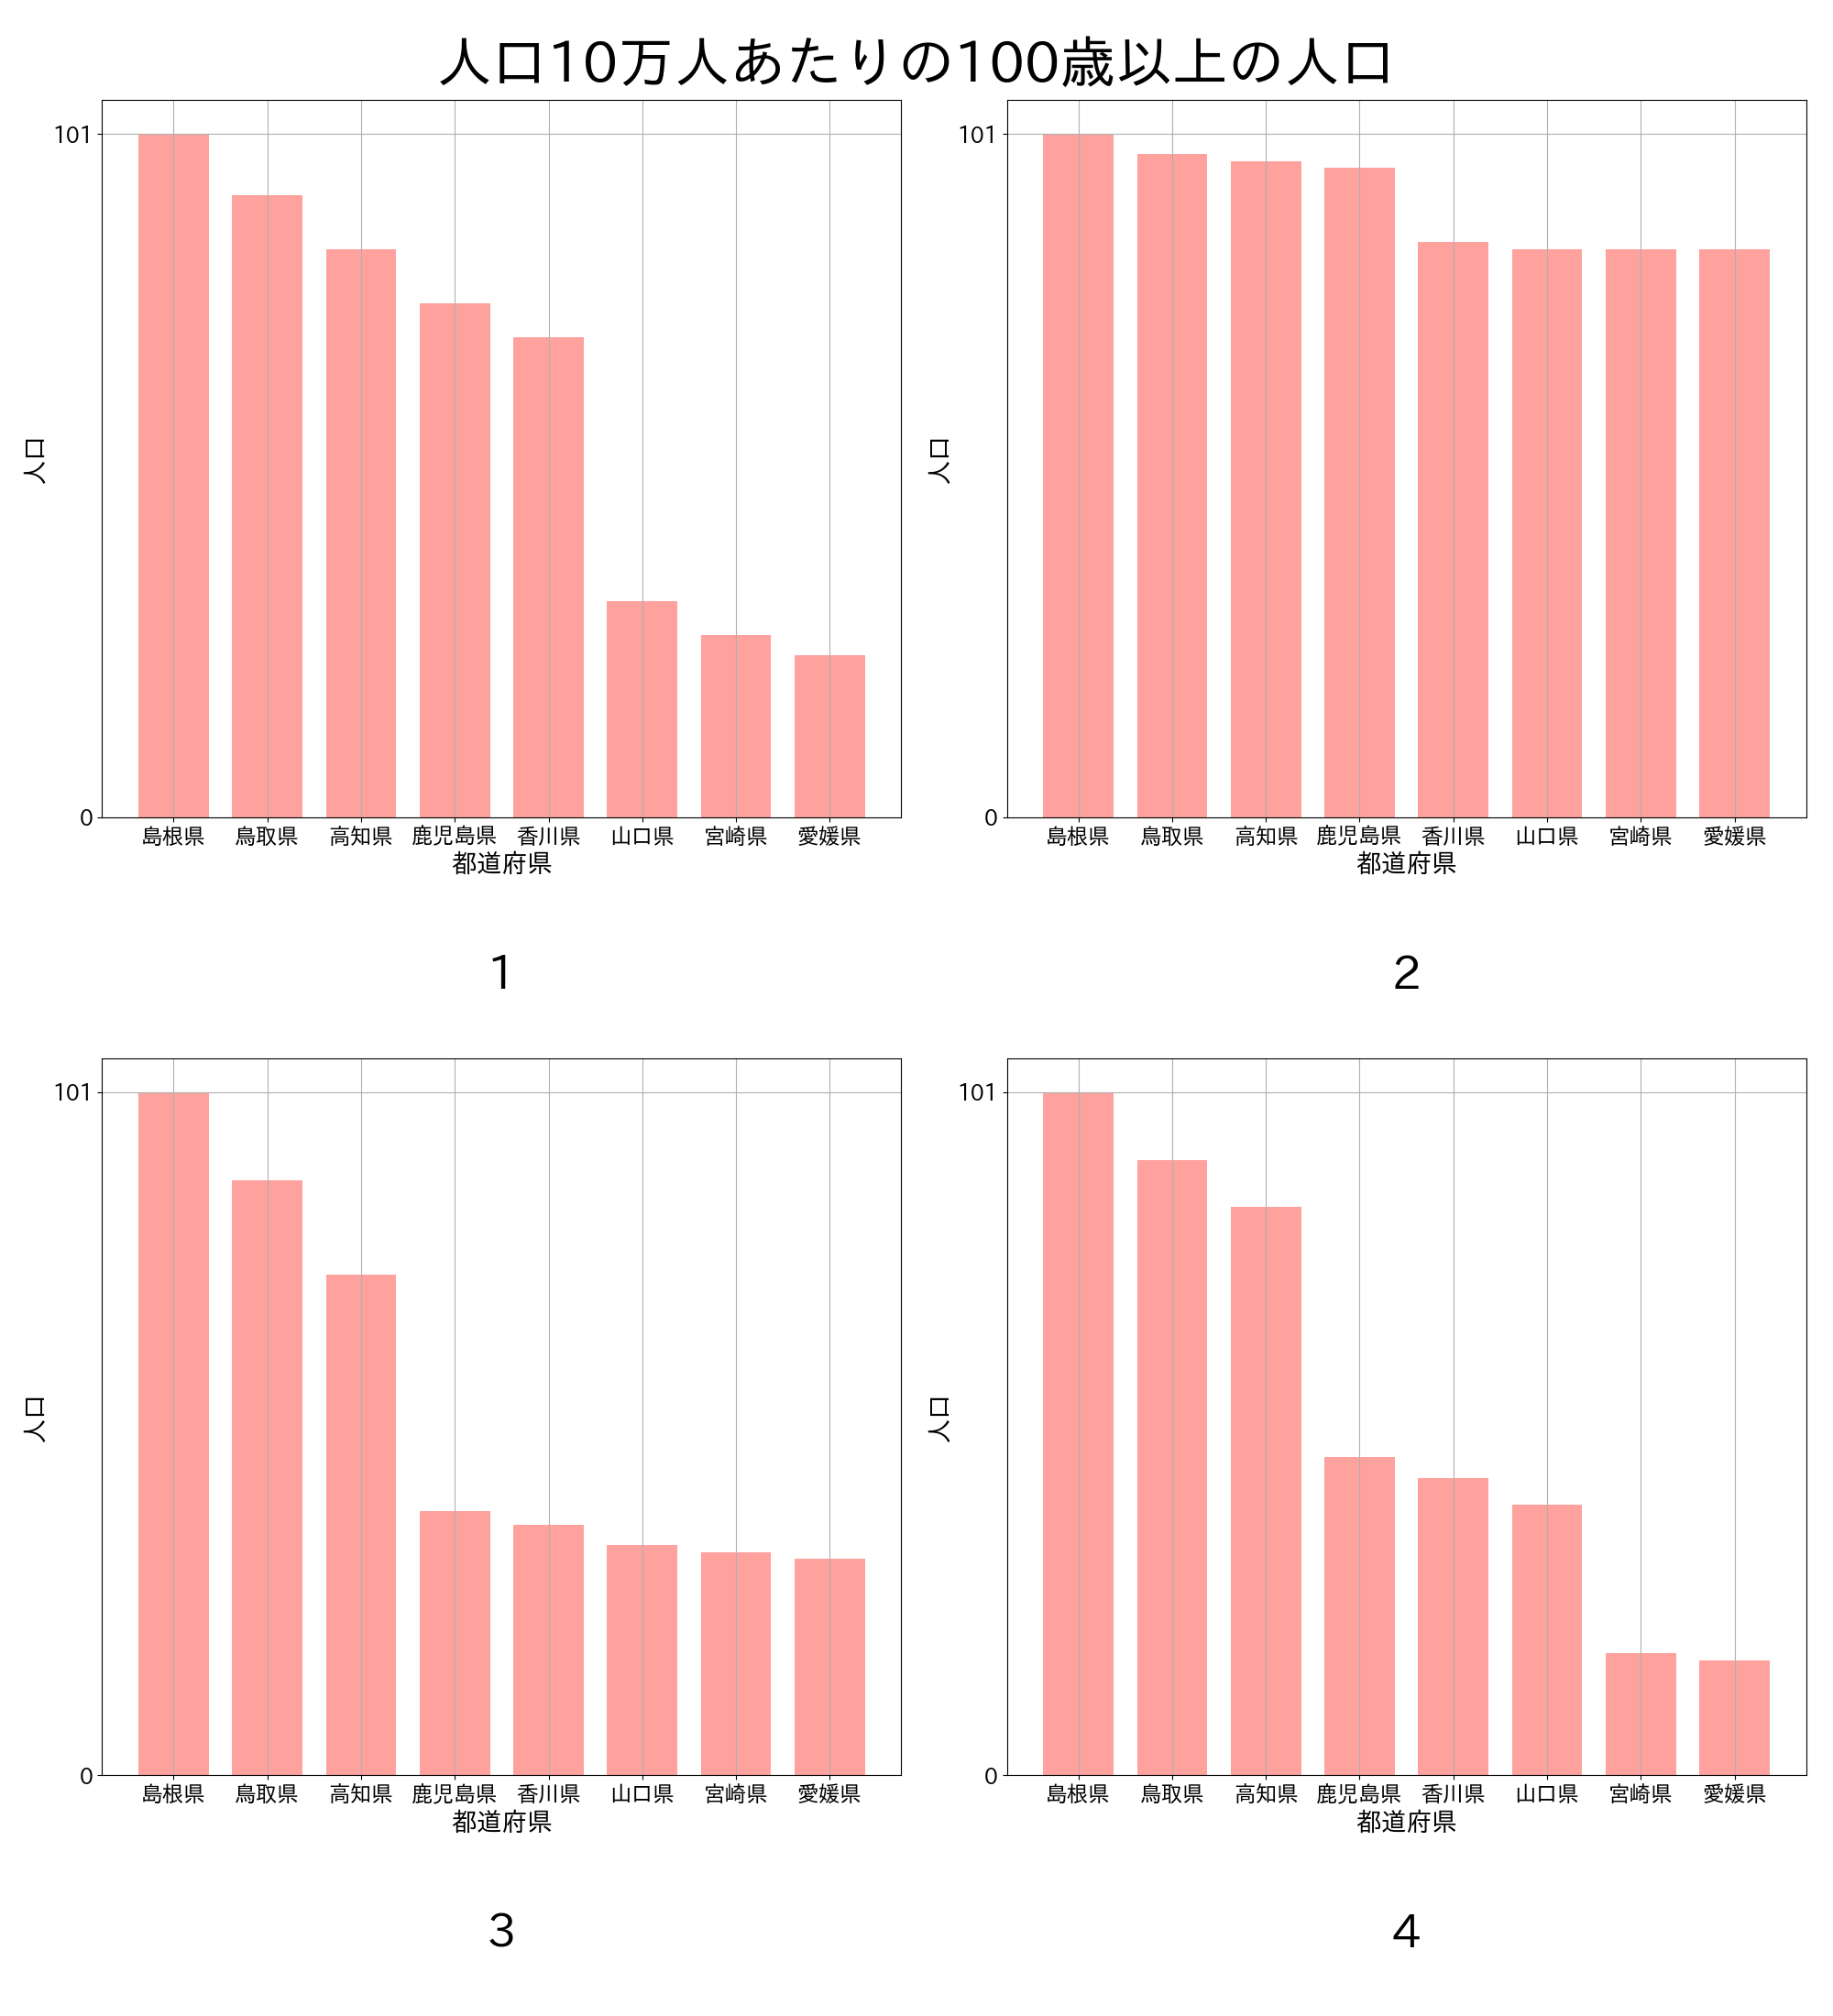 人口10万人あたりの100歳以上の人口
101
0
人口
島根県 鳥取県 高知県 鹿児島県 香川県 山口県 宮崎県 愛媛県
都道府県
1
101
0
人口
島根県 鳥取県 高知県 鹿児島県 香川県 山口県 宮崎県 愛媛県
都道府県
2
101
0
人口
島根県 鳥取県 高知県 鹿児島県 香川県 山口県 宮崎県 愛媛県
都道府県
3
101
0
人口
島根県 鳥取県 高知県 鹿児島県 香川県 山口県 宮崎県 愛媛県
都道府県
4